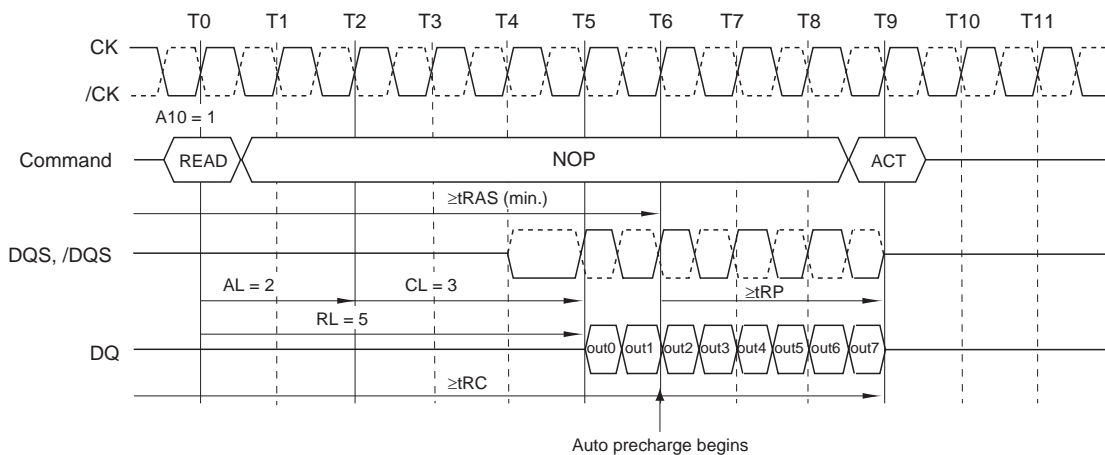 T0 T1 T2 T3 T4 T5 T6 T7 T8 T9 T10 T11
CK
/CK
A10 = 1
Command READ NOP ACT
≥tRAS (min.)
DQS, /DQS
AL = 2 CL = 3 ≥tRP
RL = 5
DQ out0 out1 out2 out3 out4 out5 out6 out7
≥tRC
Auto precharge begins